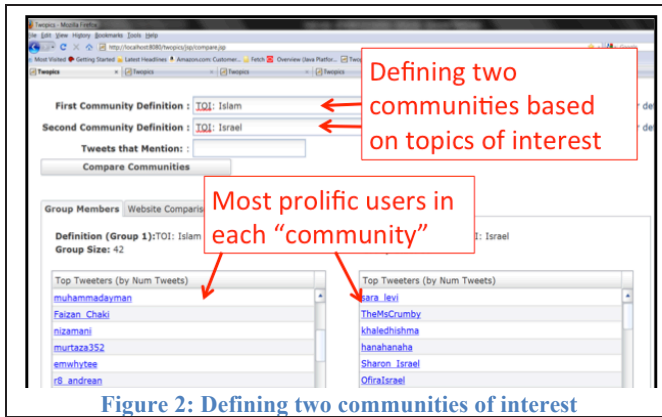 Twopics - Mozilla Firefox
File Edit View History Bookmarks Tools Help
http://localhost:8080/twopics/jsp/compare.jsp
Most Visited Getting Started Latest Headlines Amazon.com: Customer... Fetch Overview (Java Platfor...
Twopics Twopics Twopics Twopics
Defining two
communities based
on topics of interest
First Community Definition : TOI: Islam
Second Community Definition : TOI: Israel
Tweets that Mention: :
Compare Communities
Most prolific users in
each “community”
Group Members Website Comparis
Definition (Group 1):TOI: Islam
I: Israel
Group Size: 42
Top Tweeters (by Num Tweets) Top Tweeters (by Num Tweets)
muhammadayman sara_levi
Faizan_Chaki TheMsCrumby
nizamani khaledhishma
murtaza352 hanahanaha
emwhytee Sharon_Israel
r8_andrean OfiraIsrael
Figure 2: Defining two communities of interest